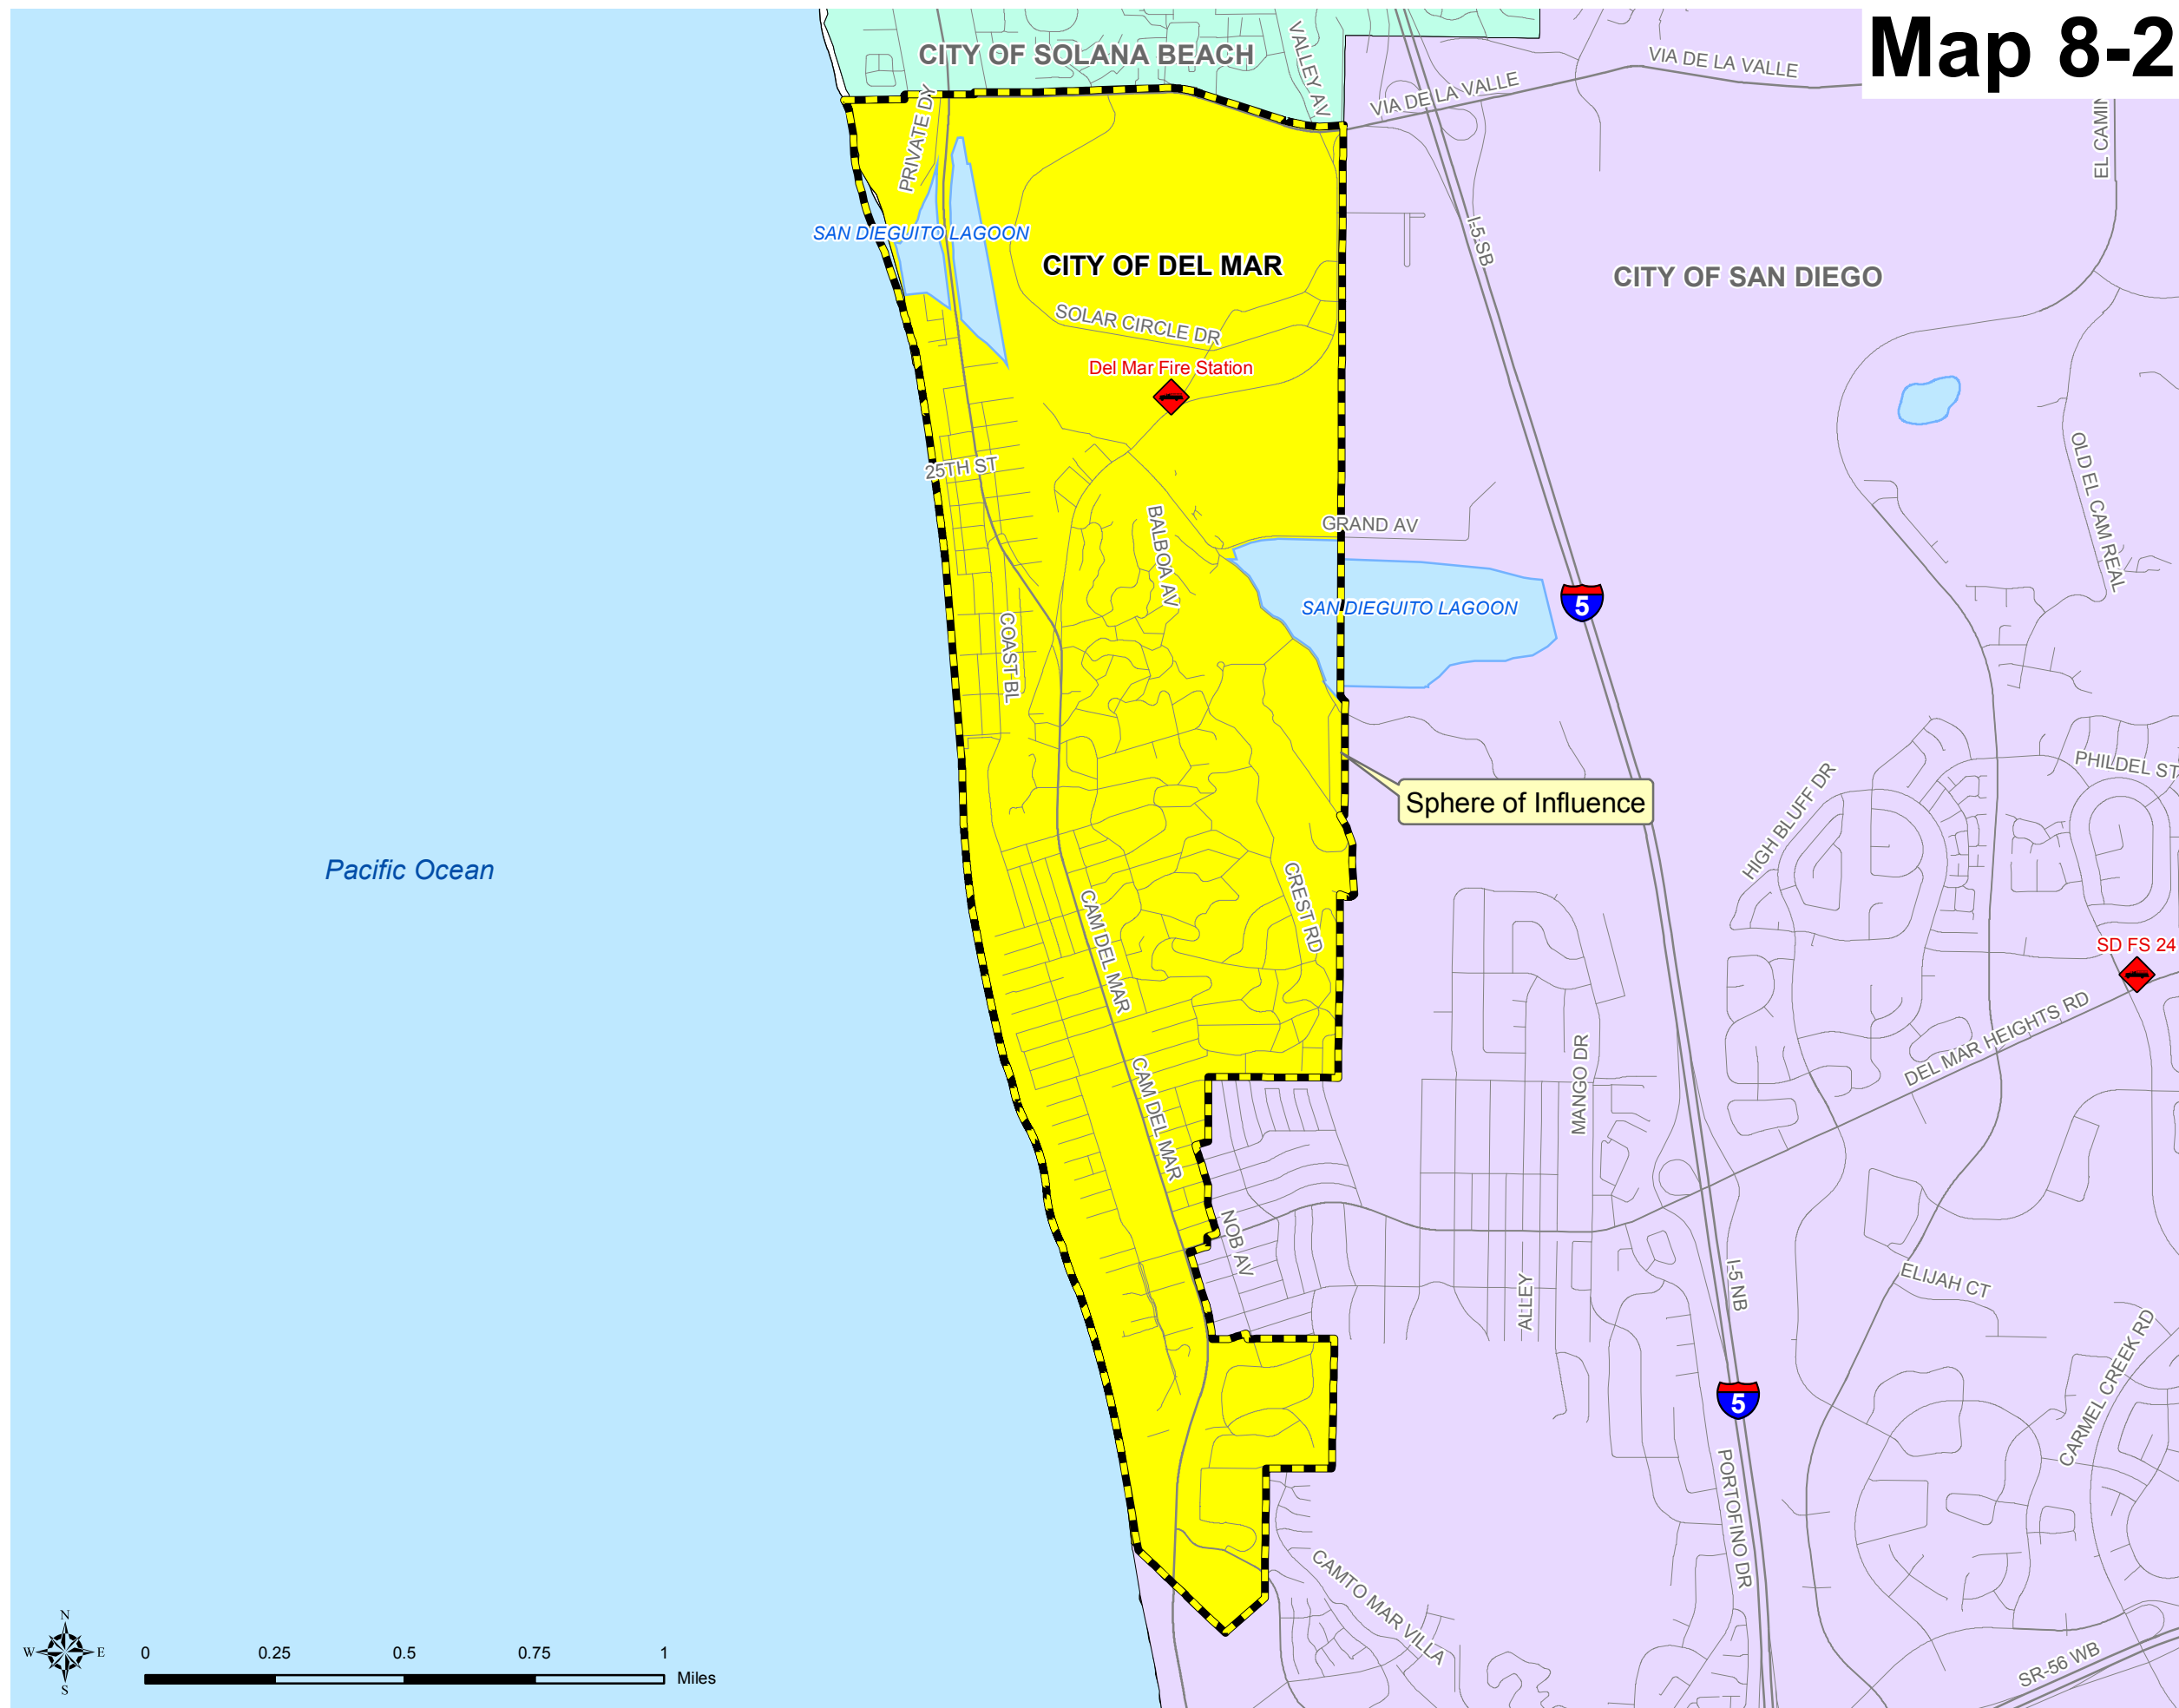 Map 8-2
CITY OF SOLANA BEACH
VALLEY AV
VIA DE LA VALLE
VIA DE LA VALLE
EL CAMIN
PRIVATE DY
SAN DIEGUITO LAGOON
I-5 SB
CITY OF DEL MAR
CITY OF SAN DIEGO
SOLAR CIRCLE DR
Del Mar Fire Station
25TH ST
OLD EL CAM REAL
BALBOA AV
GRAND AV
SAN DIEGUITO LAGOON
5
COAST BL
PHILDEL ST
Sphere of Influence
HIGH BLUFF DR
Pacific Ocean
CREST RD
CAM DEL MAR
SD FS 24
DEL MAR HEIGHTS RD
MANGO DR
CAM DEL MAR
NOB AV
I-5 NB
ELIJAH CT
ALLEY
CARMEL CREEK RD
5
PORTOFINO DR
CAMTO MAR VILLA
SR-56 WB
N
W E
S
0 0.25 0.5 0.75 1
Miles